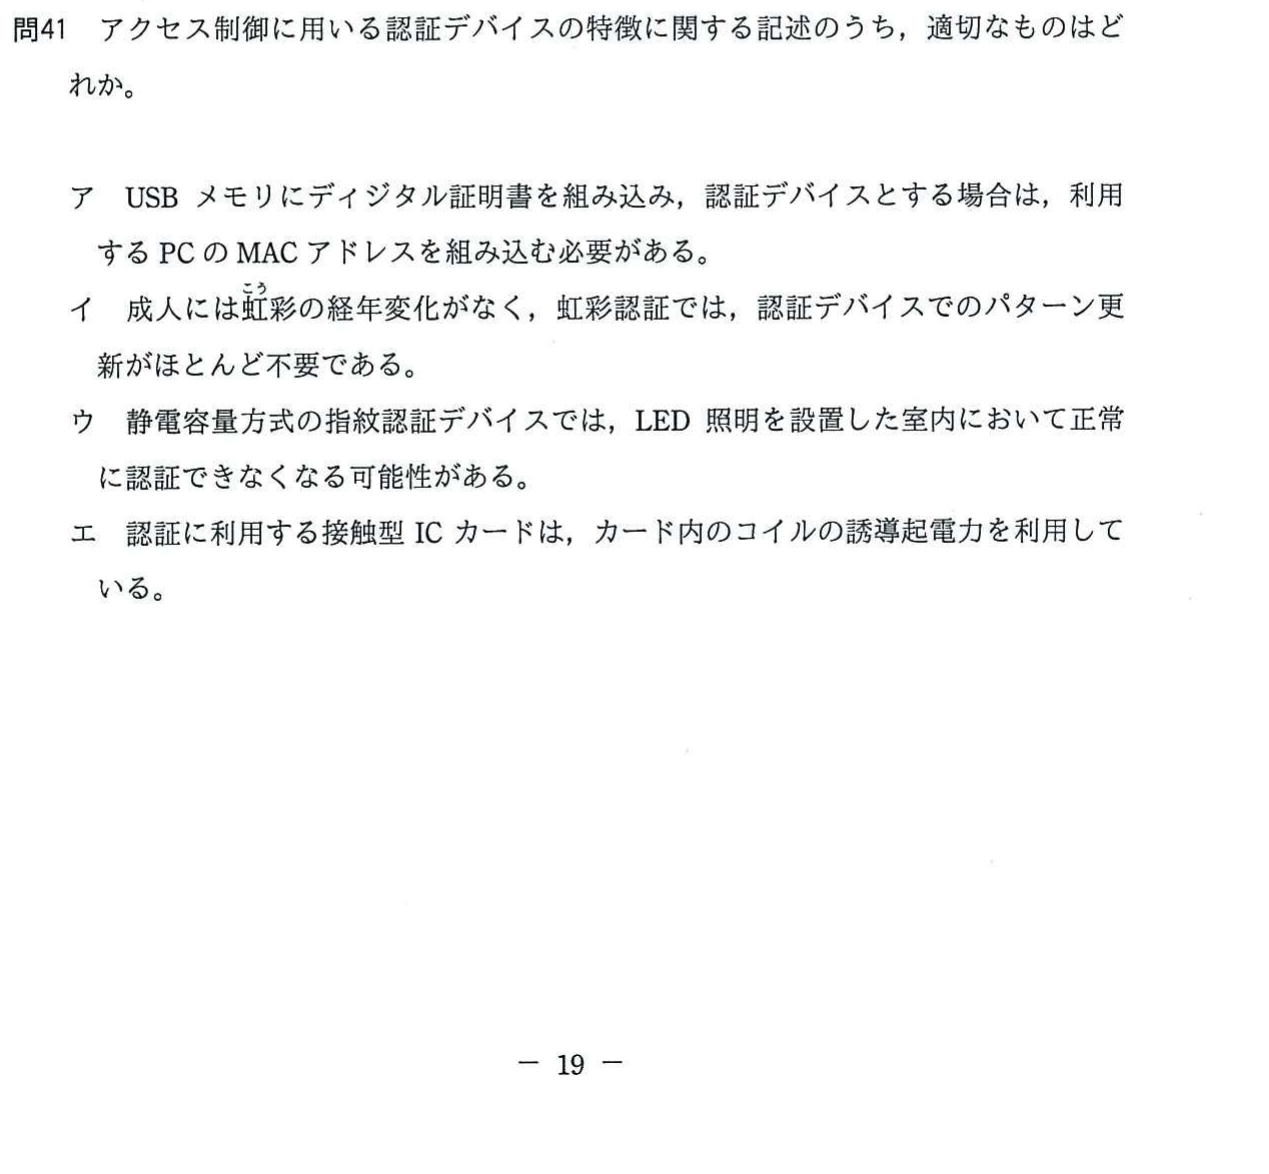 問41 アクセス制御に用いる認証デバイスの特徴に関する記述のうち，適切なものはど
れか。
ア USB メモリにディジタル証明書を組み込み，認証デバイスとする場合は，利用
する PC の MAC アドレスを組み込む必要がある。
こう
イ 成人には虹彩の経年変化がなく，虹彩認証では，認証デバイスでのパターン更
新がほとんど不要である。
ウ 静電容量方式の指紋認証デバイスでは，LED 照明を設置した室内において正常
に認証できなくなる可能性がある。
エ 認証に利用する接触型 IC カードは，カード内のコイルの誘導起電力を利用して
いる。
－ 19 －